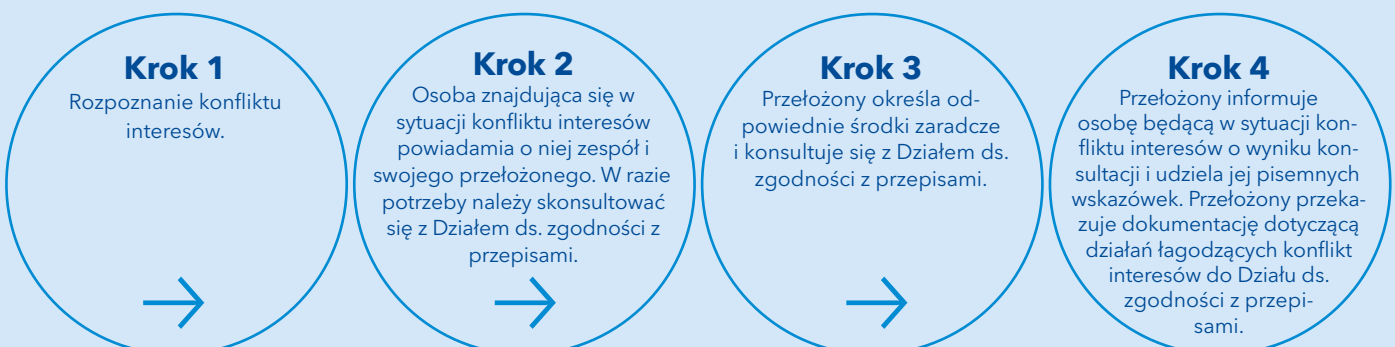 Krok 1
Rozpoznanie konfliktu
interesów.
Krok 2
Osoba znajdująca się w
sytuacji konfliktu interesów
powiadamia o niej zespół i
swojego przełożonego. W razie
potrzeby należy skonsultować
się z Działem ds. zgodności z
przepisami.
Krok 3
Przełożony określa od-
powiednie środki zaradcze
i konsultuje się z Działem ds.
zgodności z przepisami.
Krok 4
Przełożony informuje
osobę będącą w sytuacji kon-
fliktu interesów o wyniku kon-
sultacji i udziela jej pisemnych
wskazówek. Przełożony przeka-
zuje dokumentację dotyczącą
działań łagodzących konflikt
interesów do Działu ds.
zgodności z przepi-
sami.